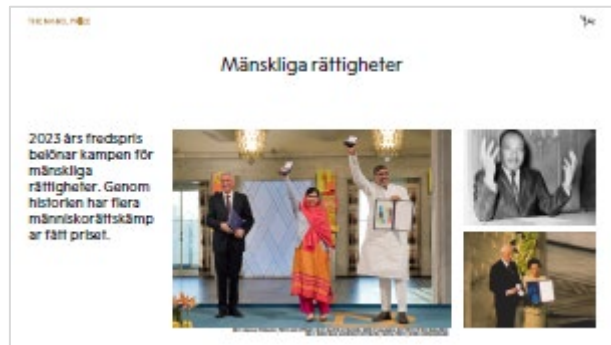 THE NOBEL PRIZE
Mänskliga rättigheter
2023 års fredspris
belönar kampen för
mänskliga
rättigheter. Genom
historien har flera
människorättskämp
ar fått priset.